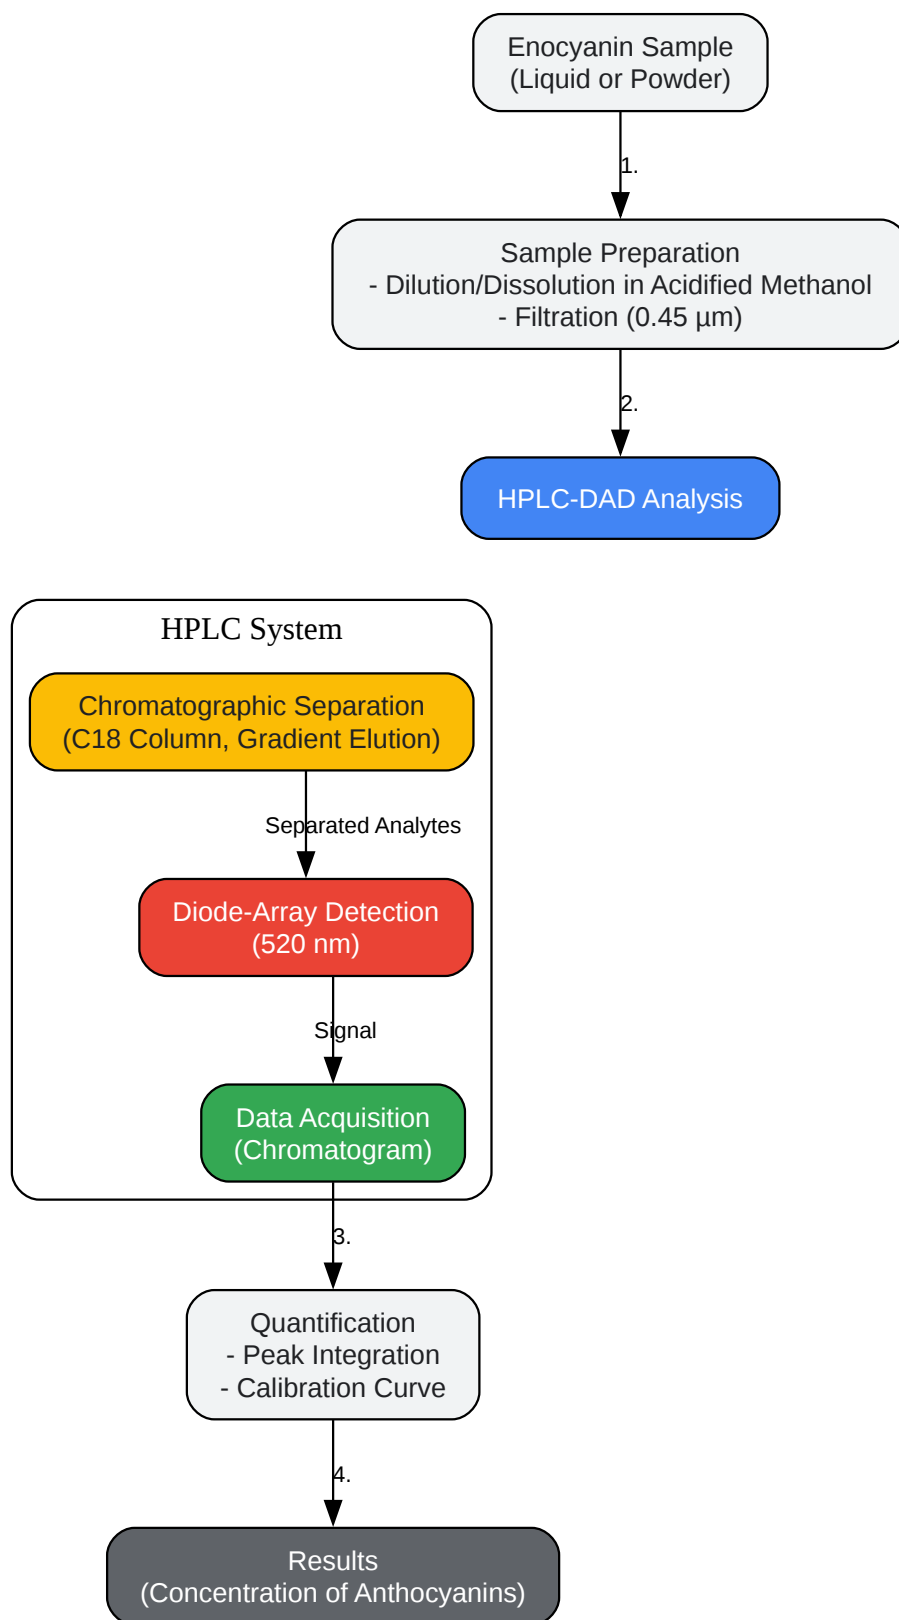 Enocyanin Sample
(Liquid or Powder)
1.
Sample Preparation
- Dilution/Dissolution in Acidified Methanol
- Filtration (0.45 µm)
2.
HPLC-DAD Analysis
HPLC System
Chromatographic Separation
(C18 Column, Gradient Elution)
Separated Analytes
Diode-Array Detection
(520 nm)
Signal
Data Acquisition
(Chromatogram)
3.
Quantification
- Peak Integration
- Calibration Curve
4.
Results
(Concentration of Anthocyanins)